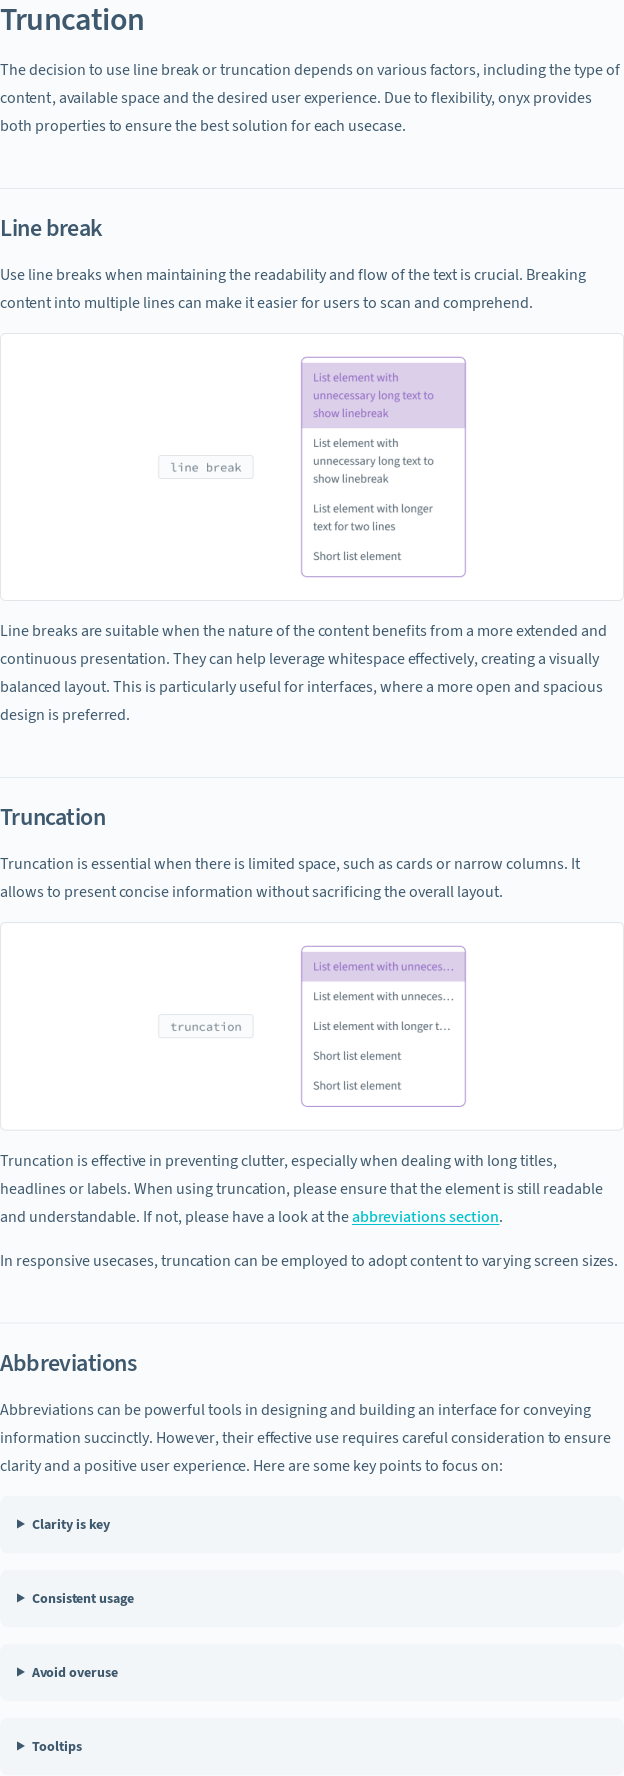 Truncation
The decision to use line break or truncation depends on various factors, including the type of
content, available space and the desired user experience. Due to flexibility, onyx provides
both properties to ensure the best solution for each usecase.
Line break
Use line breaks when maintaining the readability and flow of the text is crucial. Breaking
content into multiple lines can make it easier for users to scan and comprehend.
line break
List element with
unnecessary long text to
show linebreak
List element with
unnecessary long text to
show linebreak
List element with longer
text for two lines
Short list element
Line breaks are suitable when the nature of the content benefits from a more extended and
continuous presentation. They can help leverage whitespace effectively, creating a visually
balanced layout. This is particularly useful for interfaces, where a more open and spacious
design is preferred.
Truncation
Truncation is essential when there is limited space, such as cards or narrow columns. It
allows to present concise information without sacrificing the overall layout.
truncation
List element with unneces...
List element with unneces...
List element with longer t...
Short list element
Short list element
Truncation is effective in preventing clutter, especially when dealing with long titles,
headlines or labels. When using truncation, please ensure that the element is still readable
and understandable. If not, please have a look at the abbreviations section.
In responsive usecases, truncation can be employed to adopt content to varying screen sizes.
Abbreviations
Abbreviations can be powerful tools in designing and building an interface for conveying
information succinctly. However, their effective use requires careful consideration to ensure
clarity and a positive user experience. Here are some key points to focus on:
Clarity is key
Consistent usage
Avoid overuse
Tooltips